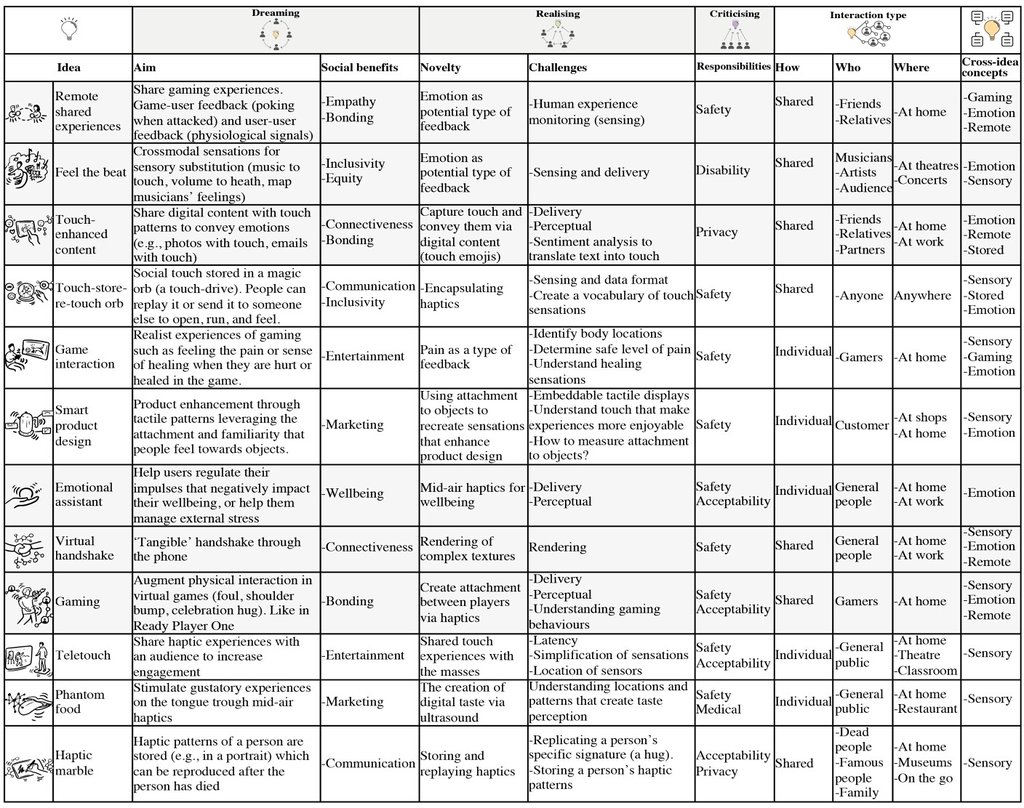 Dreaming
Realising
Criticising
Interaction type
Idea
Aim
Social benefits
Novelty
Challenges
Responsibilities
How
Who
Where
Cross-idea
concepts
Remote
shared
experiences
Share gaming experiences.
Game-user feedback (poking
when attacked) and user-user
feedback (physiological signals)
-Empathy
-Bonding
Emotion as
potential type of
feedback
-Human experience
monitoring (sensing)
Safety
Shared
-Friends
-Relatives
-At home
-Gaming
-Emotion
-Remote
Feel the beat
Crossmodal sensations for
sensory substitution (music to
touch, volume to heath, map
musicians’ feelings)
-Inclusivity
-Equity
Emotion as
potential type of
feedback
-Sensing and delivery
Disability
Shared
Musicians
-Artists
-Audience
-At theatres
-Concerts
-Emotion
-Sensory
Touch-
enhanced
content
Share digital content with touch
patterns to convey emotions
(e.g., photos with touch, emails
with touch)
-Connectiveness
-Bonding
Capture touch and
convey them via
digital content
(touch emojis)
-Delivery
-Perceptual
-Sentiment analysis to
translate text into touch
Privacy
Shared
-Friends
-Relatives
-Partners
-At home
-At work
-Emotion
-Remote
-Stored
Touch-store-
re-touch orb
Social touch stored in a magic
orb (a touch-drive). People can
replay it or send it to someone
else to open, run, and feel.
-Communication
-Inclusivity
-Encapsulating
haptics
-Sensing and data format
-Create a vocabulary of touch
sensations
Safety
Shared
-Anyone
Anywhere
-Sensory
-Stored
-Emotion
Game
interaction
Realist experiences of gaming
such as feeling the pain or sense
of healing when they are hurt or
healed in the game.
-Entertainment
Pain as a type of
feedback
-Identify body locations
-Determine safe level of pain
-Understand healing
sensations
Safety
Individual
-Gamers
-At home
-Sensory
-Gaming
-Emotion
Smart
product
design
Product enhancement through
tactile patterns leveraging the
attachment and familiarity that
people feel towards objects.
-Marketing
Using attachment
to objects to
recreate sensations
that enhance
product design
-Embeddable tactile displays
-Understand touch that make
experiences more enjoyable
-How to measure attachment
to objects?
Safety
Individual
Customer
-At shops
-At home
-Sensory
-Emotion
Emotional
assistant
Help users regulate their
impulses that negatively impact
their wellbeing, or help them
manage external stress
-Wellbeing
Mid-air haptics for
wellbeing
-Delivery
-Perceptual
Safety
Acceptability
Individual
General
people
-At home
-At work
-Emotion
Virtual
handshake
‘Tangible’ handshake through
the phone
-Connectiveness
Rendering of
complex textures
Rendering
Safety
Shared
General
people
-At home
-At work
-Sensory
-Emotion
-Remote
Gaming
Augment physical interaction in
virtual games (foul, shoulder
bump, celebration hug). Like in
Ready Player One
-Bonding
Create attachment
between players
via haptics
-Delivery
-Perceptual
-Understanding gaming
behaviours
Safety
Acceptability
Shared
Gamers
-At home
-Sensory
-Emotion
-Remote
Teletouch
Share haptic experiences with
an audience to increase
engagement
-Entertainment
Shared touch
experiences with
the masses
-Latency
-Simplification of sensations
-Location of sensors
Safety
Acceptability
Individual
-General
public
-At home
-Theatre
-Classroom
-Sensory
Phantom
food
Stimulate gustatory experiences
on the tongue trough mid-air
haptics
-Marketing
The creation of
digital taste via
ultrasound
Understanding locations and
patterns that create taste
perception
Safety
Medical
Individual
-General
public
-At home
-Restaurant
-Sensory
Haptic
marble
Haptic patterns of a person are
stored (e.g., in a portrait) which
can be reproduced after the
person has died
-Communication
Storing and
replaying haptics
-Replicating a person’s
specific signature (a hug).
-Storing a person’s haptic
patterns
Acceptability
Privacy
Shared
-Dead
people
-Famous
people
-Family
-At home
-Museums
-On the go
-Sensory